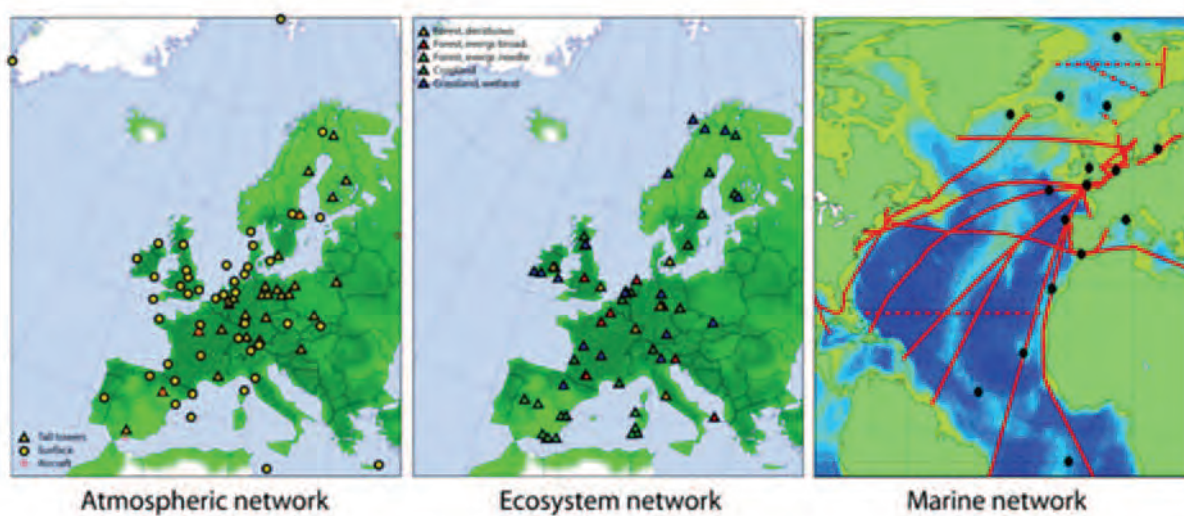 Tall towers
Surface
Aircraft
Forest, deciduous
Forest, evergr. broad.
Forest, evergr. needle
Cropland
Grassland, wetland
Atmospheric network
Ecosystem network
Marine network